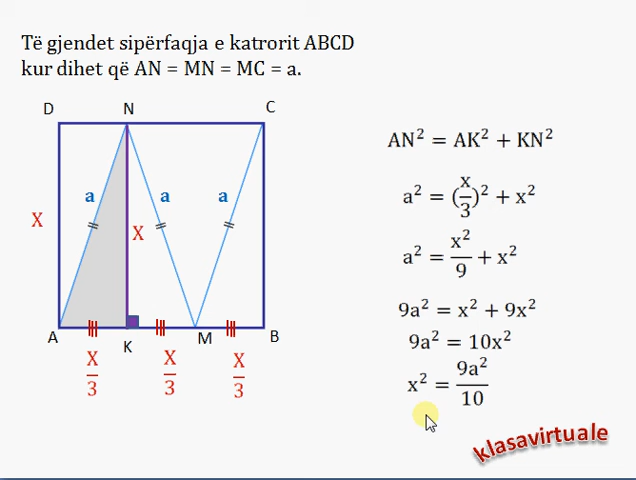 Të gjendet sipërfaqja e katrorit ABCD
kur dihet që AN = MN = MC = a.
D N C
a a a
X X
A K M B
X/3 X/3 X/3
AN² = AK² + KN²
a² = (x/3)² + x²
a² = x²/9 + x²
9a² = x² + 9x²
9a² = 10x²
x² = 9a²/10
klasavirtuale